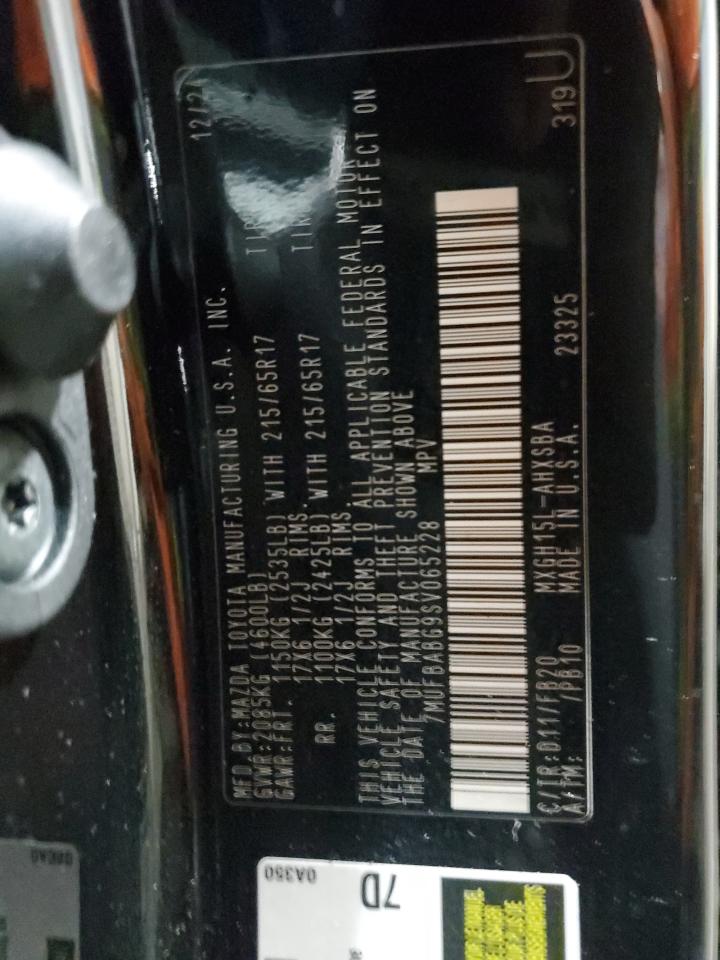 MFD.BY:MAZDA TOYOTA MANUFACTURING U.S.A. INC. 12/2
GVWR:2085KG (4600LB)
GAWR:FRT. 1150KG (2535LB) WITH 215/65R17
17X6 1/2J RIMS.
RR. 1100KG (2425LB) WITH 215/65R17
17X6 1/2J RIMS.
THIS VEHICLE CONFORMS TO ALL APPLICABLE FEDERAL MOTOR
VEHICLE SAFETY AND THEFT PREVENTION STANDARDS IN EFFECT ON
THE DATE OF MANUFACTURE SHOWN ABOVE
7MUFBABG9SV065228 MPV
C/TR:D111/FB20 MXGH15L-AHXSBA
A/TM: /PB10 MADE IN U.S.A. 23325 319 U
0A350
7D